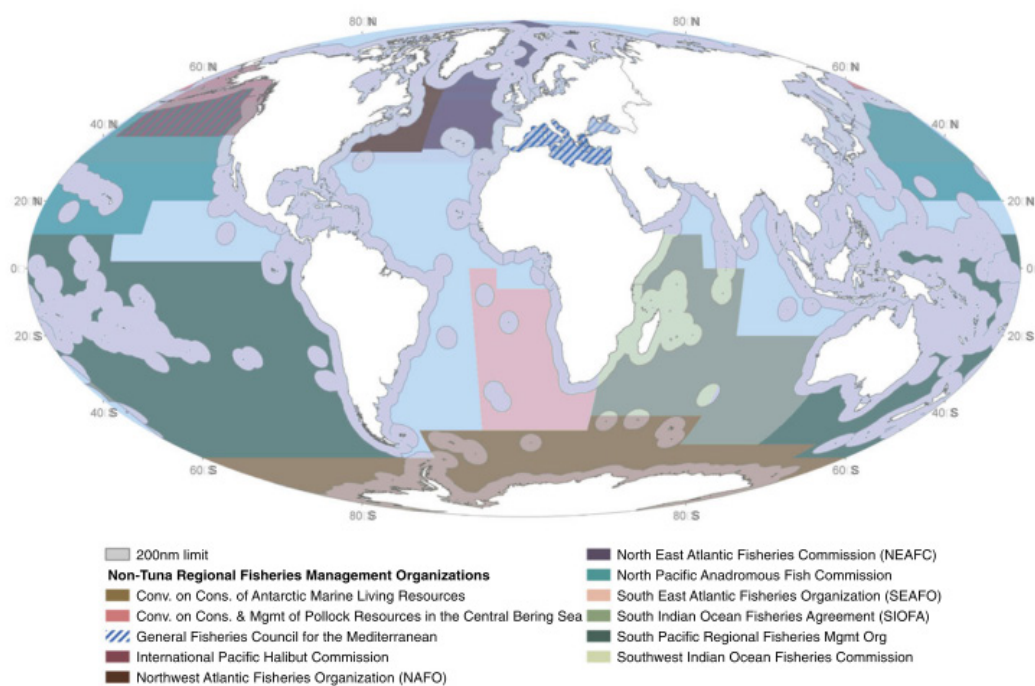 80 N
80 N
60 N
60 N
40 N
40 N
20 N
20 N
0
0
20 S
20 S
40 S
40 S
60 S
60 S
80 S
80 S
200nm limit
Non-Tuna Regional Fisheries Management Organizations
Conv. on Cons. of Antarctic Marine Living Resources
Conv. on Cons. & Mgmt of Pollock Resources in the Central Bering Sea
General Fisheries Council for the Mediterranean
International Pacific Halibut Commission
Northwest Atlantic Fisheries Organization (NAFO)
North East Atlantic Fisheries Commission (NEAFC)
North Pacific Anadromous Fish Commission
South East Atlantic Fisheries Organization (SEAFO)
South Indian Ocean Fisheries Agreement (SIOFA)
South Pacific Regional Fisheries Mgmt Org
Southwest Indian Ocean Fisheries Commission